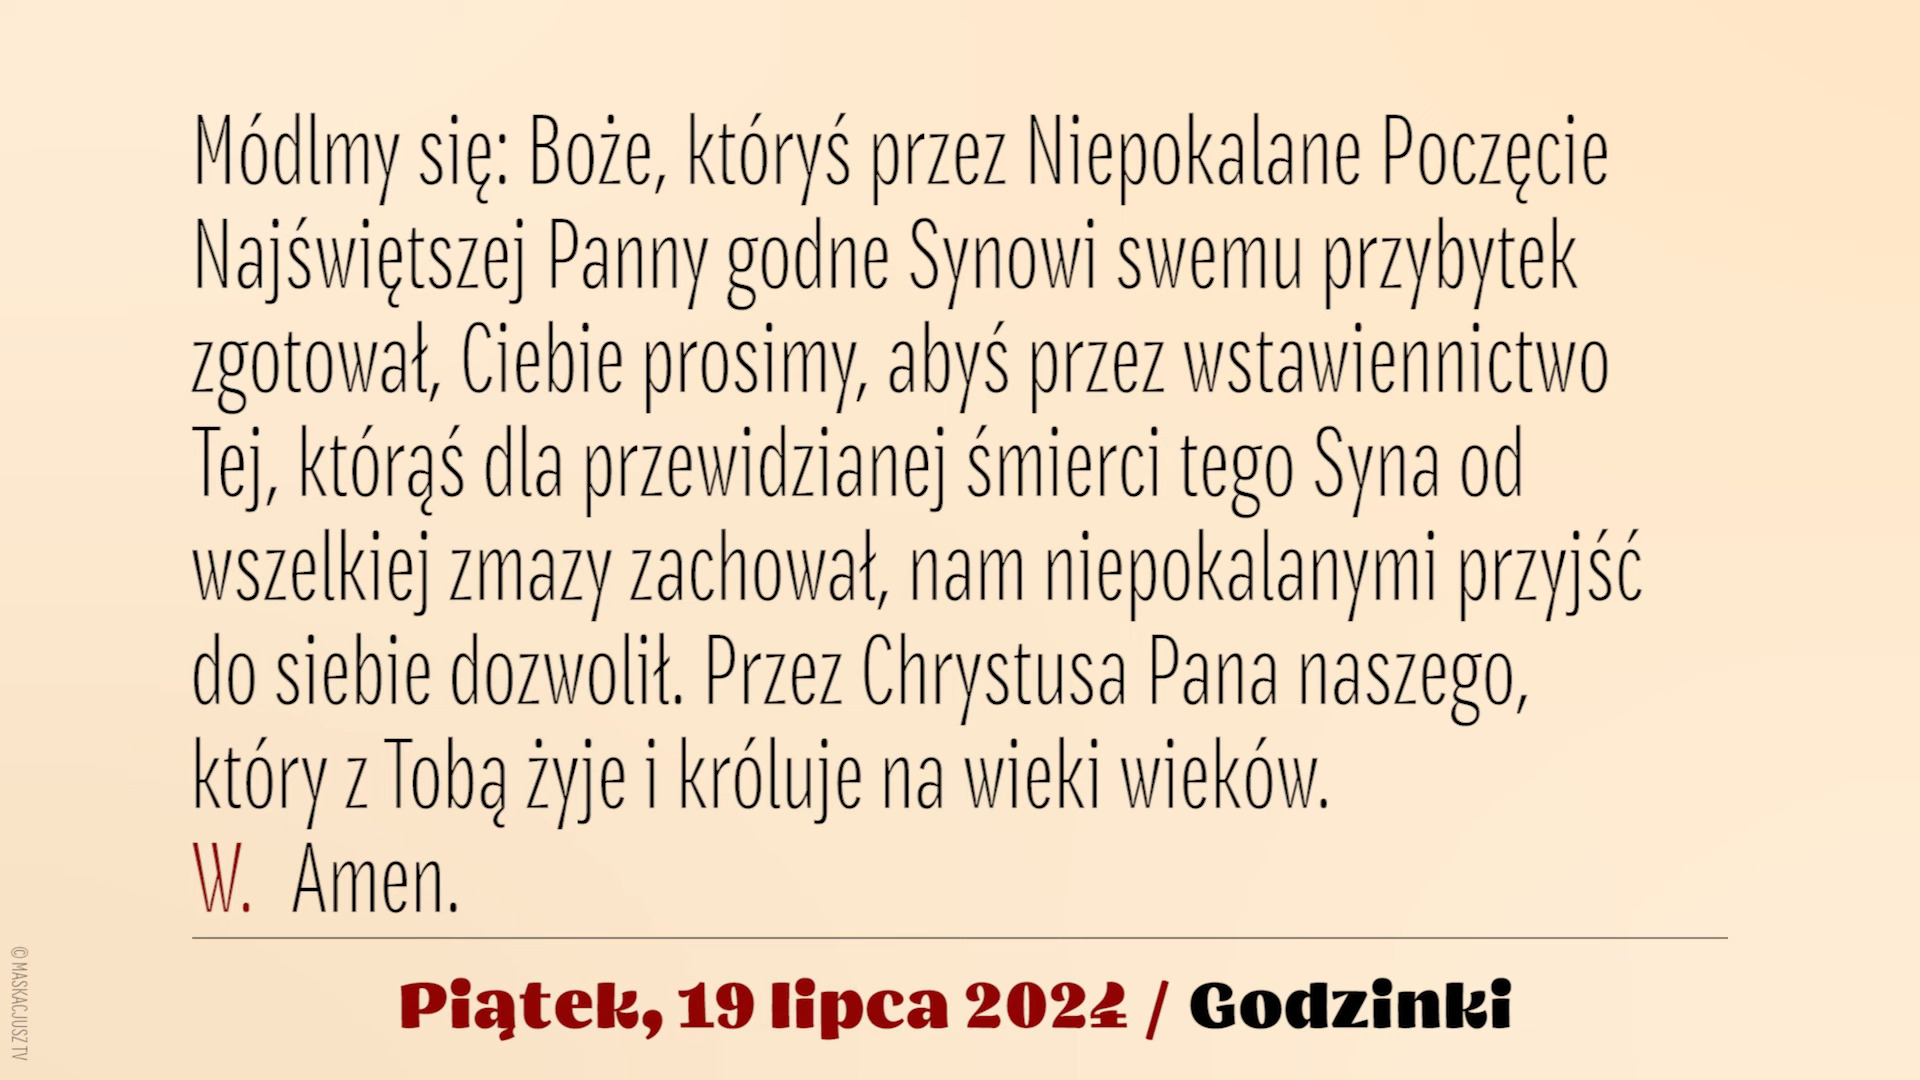 Módlmy się: Boże, któryś przez Niepokalane Poczęcie
Najświętszej Panny godne Synowi swemu przybytek
zgotował, Ciebie prosimy, abyś przez wstawiennictwo
Tej, którąś dla przewidzianej śmierci tego Syna od
wszelkiej zmazy zachował, nam niepokalanymi przyjść
do siebie dozwolił. Przez Chrystusa Pana naszego,
który z Tobą żyje i króluje na wieki wieków.
W. Amen.
Piątek, 19 lipca 2024 / Godzinki
© MASKACJUSZ TV